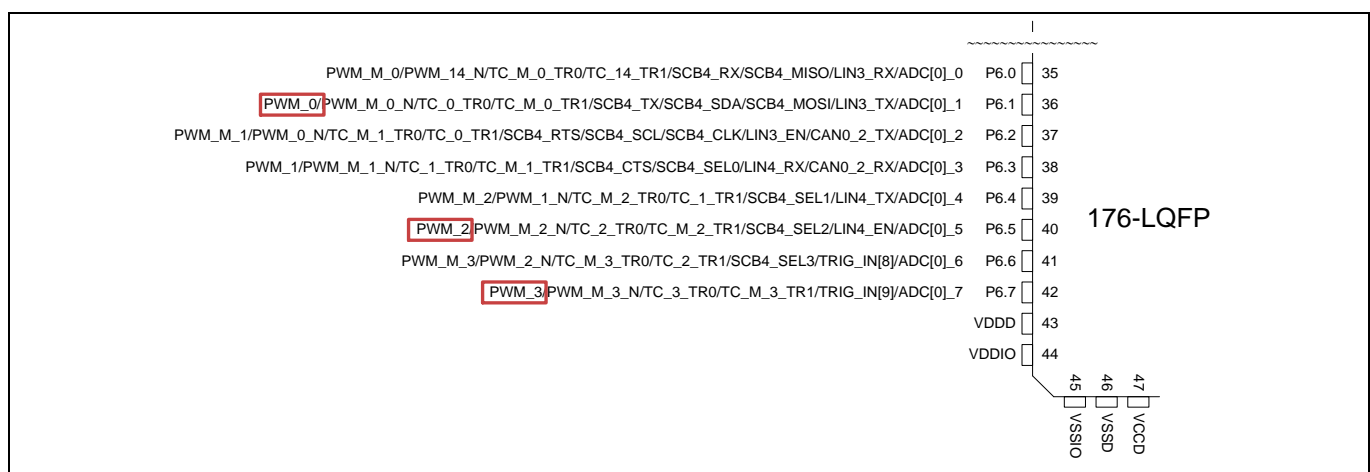 PWM_M_0/PWM_14_N/TC_M_0_TR0/TC_14_TR1/SCB4_RX/SCB4_MISO/LIN3_RX/ADC[0]_0 P6.0 35
PWM_0/PWM_M_0_N/TC_0_TR0/TC_M_0_TR1/SCB4_TX/SCB4_SDA/SCB4_MOSI/LIN3_TX/ADC[0]_1 P6.1 36
PWM_M_1/PWM_0_N/TC_M_1_TR0/TC_0_TR1/SCB4_RTS/SCB4_SCL/SCB4_CLK/LIN3_EN/CAN0_2_TX/ADC[0]_2 P6.2 37
PWM_1/PWM_M_1_N/TC_1_TR0/TC_M_1_TR1/SCB4_CTS/SCB4_SEL0/LIN4_RX/CAN0_2_RX/ADC[0]_3 P6.3 38
PWM_M_2/PWM_1_N/TC_M_2_TR0/TC_1_TR1/SCB4_SEL1/LIN4_TX/ADC[0]_4 P6.4 39
PWM_2/PWM_M_2_N/TC_2_TR0/TC_M_2_TR1/SCB4_SEL2/LIN4_EN/ADC[0]_5 P6.5 40
176-LQFP
PWM_M_3/PWM_2_N/TC_M_3_TR0/TC_2_TR1/SCB4_SEL3/TRIG_IN[8]/ADC[0]_6 P6.6 41
PWM_3/PWM_M_3_N/TC_3_TR0/TC_M_3_TR1/TRIG_IN[9]/ADC[0]_7 P6.7 42
VDDD 43
VDDIO 44
45 46 47
VSSIO VSSD VCCD